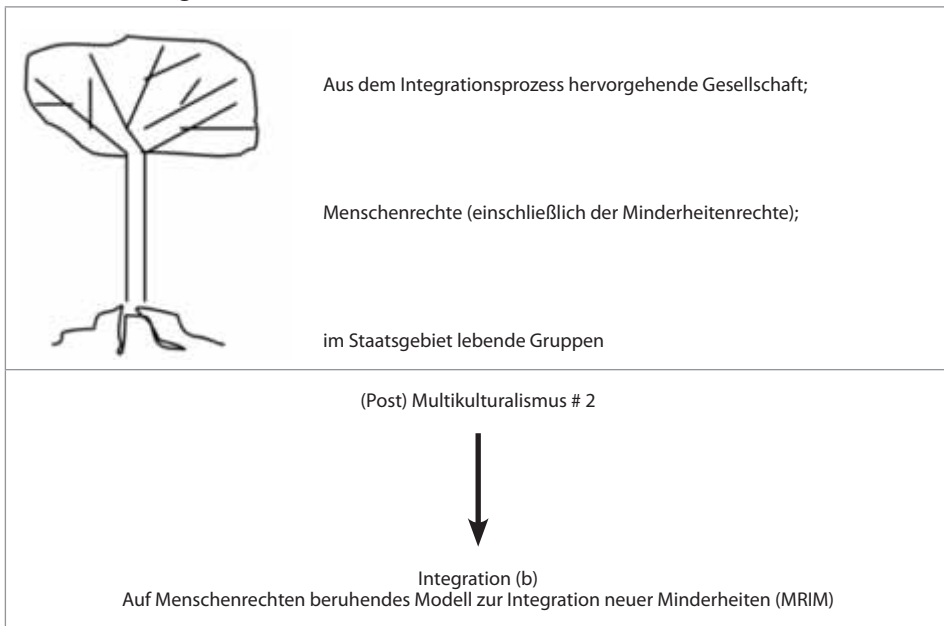 Aus dem Integrationsprozess hervorgehende Gesellschaft;
Menschenrechte (einschließlich der Minderheitenrechte);
im Staatsgebiet lebende Gruppen
(Post) Multikulturalismus # 2
Integration (b)
Auf Menschenrechten beruhendes Modell zur Integration neuer Minderheiten (MRIM)